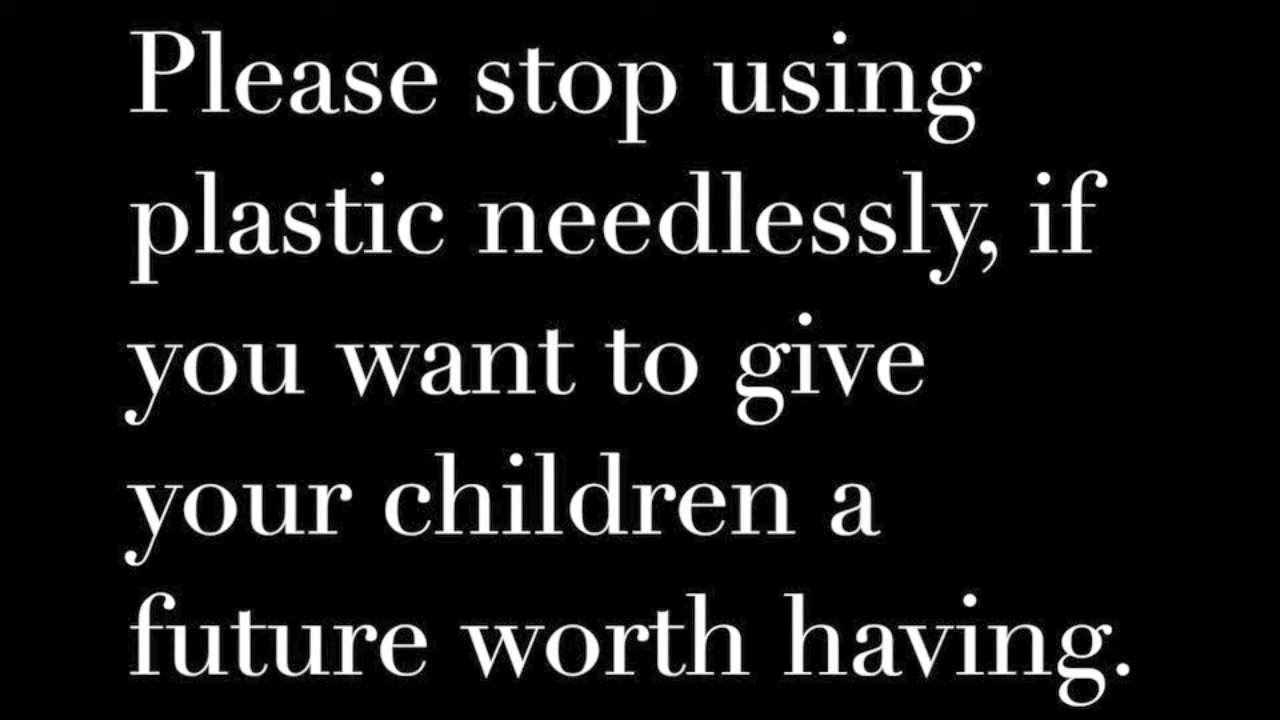 Please stop using
plastic needlessly, if
you want to give
your children a
future worth having.